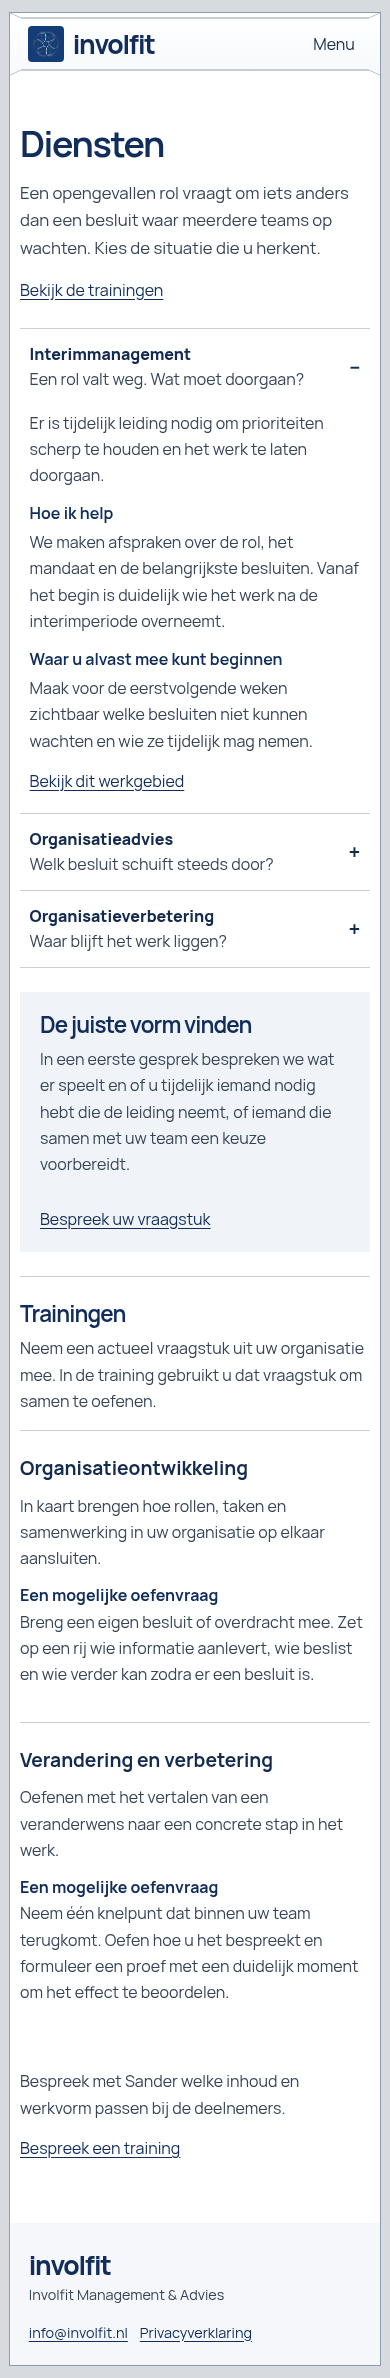 involfit
Menu
Diensten
Een opengevallen rol vraagt om iets anders
dan een besluit waar meerdere teams op
wachten. Kies de situatie die u herkent.
Bekijk de trainingen
Interimmanagement
Een rol valt weg. Wat moet doorgaan?
−
Er is tijdelijk leiding nodig om prioriteiten
scherp te houden en het werk te laten
doorgaan.
Hoe ik help
We maken afspraken over de rol, het
mandaat en de belangrijkste besluiten. Vanaf
het begin is duidelijk wie het werk na de
interimperiode overneemt.
Waar u alvast mee kunt beginnen
Maak voor de eerstvolgende weken
zichtbaar welke besluiten niet kunnen
wachten en wie ze tijdelijk mag nemen.
Bekijk dit werkgebied
Organisatieadvies
Welk besluit schuift steeds door?
+
Organisatieverbetering
Waar blijft het werk liggen?
+
De juiste vorm vinden
In een eerste gesprek bespreken we wat
er speelt en of u tijdelijk iemand nodig
hebt die de leiding neemt, of iemand die
samen met uw team een keuze
voorbereidt.
Bespreek uw vraagstuk
Trainingen
Neem een actueel vraagstuk uit uw organisatie
mee. In de training gebruikt u dat vraagstuk om
samen te oefenen.
Organisatieontwikkeling
In kaart brengen hoe rollen, taken en
samenwerking in uw organisatie op elkaar
aansluiten.
Een mogelijke oefenvraag
Breng een eigen besluit of overdracht mee. Zet
op een rij wie informatie aanlevert, wie beslist
en wie verder kan zodra er een besluit is.
Verandering en verbetering
Oefenen met het vertalen van een
veranderwens naar een concrete stap in het
werk.
Een mogelijke oefenvraag
Neem één knelpunt dat binnen uw team
terugkomt. Oefen hoe u het bespreekt en
formuleer een proef met een duidelijk moment
om het effect te beoordelen.
Bespreek met Sander welke inhoud en
werkvorm passen bij de deelnemers.
Bespreek een training
involfit
Involfit Management & Advies
info@involfit.nl Privacyverklaring